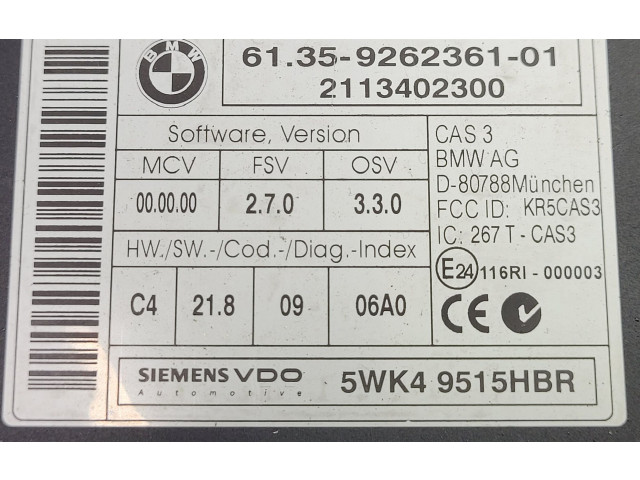 BMW
61.35-9262361-01
2113402300
Software, Version
MCV FSV OSV
00.00.00 2.7.0 3.3.0
HW./SW.-/Cod.-/Diag.-Index
C4 21.8 09 06A0
CAS 3
BMW AG
D-80788München
FCC ID: KR5CAS3
IC: 267 T - CAS3
E24 116RI - 000003
CE
SIEMENS VDO
Automotive
5WK4 9515HBR